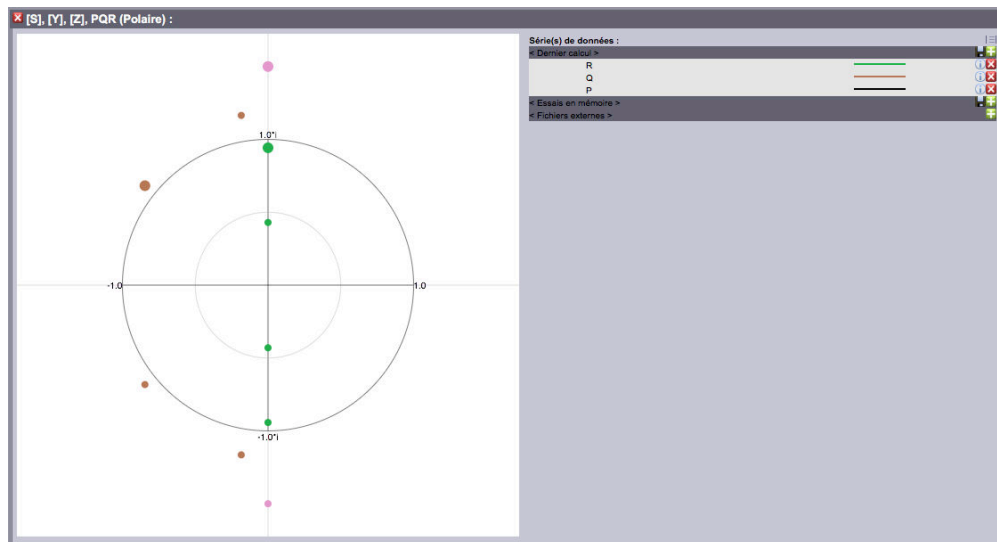 [S], [Y], [Z], PQR (Polaire) :
1.0*i
-1.0
1.0
-1.0*i
Série(s) de données :
< Dernier calcul >
R
Q
P
< Essais en mémoire >
< Fichiers externes >